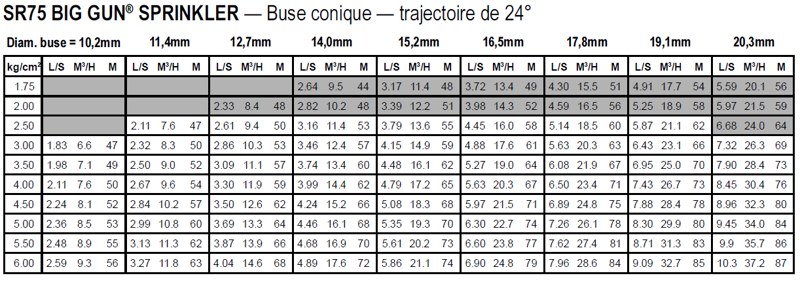 SR75 BIG GUN® SPRINKLER — Buse conique — trajectoire de 24°
Diam. buse = 10,2mm 11,4mm 12,7mm 14,0mm 15,2mm 16,5mm 17,8mm 19,1mm 20,3mm
kg/cm² L/S M³/H M L/S M³/H M L/S M³/H M L/S M³/H M L/S M³/H M L/S M³/H M L/S M³/H M L/S M³/H M L/S M³/H M
1.75 2.64 9.5 44 3.17 11.4 48 3.72 13.4 49 4.30 15.5 51 4.91 17.7 54 5.59 20.1 56
2.00 2.33 8.4 48 2.82 10.2 48 3.39 12.2 51 3.98 14.3 52 4.59 16.5 56 5.25 18.9 58 5.97 21.5 59
2.50 2.11 7.6 47 2.61 9.4 50 3.16 11.4 53 3.79 13.6 55 4.45 16.0 58 5.14 18.5 60 5.87 21.1 62 6.68 24.0 64
3.00 1.83 6.6 47 2.32 8.3 50 2.86 10.3 53 3.46 12.4 57 4.15 14.9 59 4.88 17.6 61 5.63 20.3 63 6.43 23.1 66 7.32 26.3 69
3.50 1.98 7.1 49 2.50 9.0 52 3.09 11.1 57 3.74 13.5 60 4.48 16.1 62 5.27 19.0 64 6.08 21.9 67 6.95 25.0 70 7.90 28.4 73
4.00 2.11 7.6 50 2.67 9.6 54 3.30 11.9 59 3.99 14.4 62 4.79 17.2 65 5.63 20.3 67 6.50 23.4 71 7.43 26.7 73 8.45 30.4 76
4.50 2.24 8.1 52 2.84 10.2 57 3.50 12.6 62 4.24 15.2 66 5.08 18.3 68 5.97 21.5 71 6.89 24.8 75 7.88 28.4 78 8.96 32.3 80
5.00 2.36 8.5 53 2.99 10.8 60 3.69 13.3 64 4.46 16.1 68 5.35 19.3 70 6.30 22.7 74 7.26 26.1 78 8.30 29.9 80 9.45 34.0 84
5.50 2.48 8.9 55 3.13 11.3 62 3.87 13.9 66 4.68 16.9 70 5.61 20.2 73 6.60 23.8 77 7.62 27.4 81 8.71 31.3 83 9.9 35.7 86
6.00 2.59 9.3 56 3.27 11.8 63 4.04 14.6 68 4.89 17.6 72 5.86 21.1 74 6.90 24.8 79 7.96 28.6 84 9.09 32.7 85 10.3 37.2 87